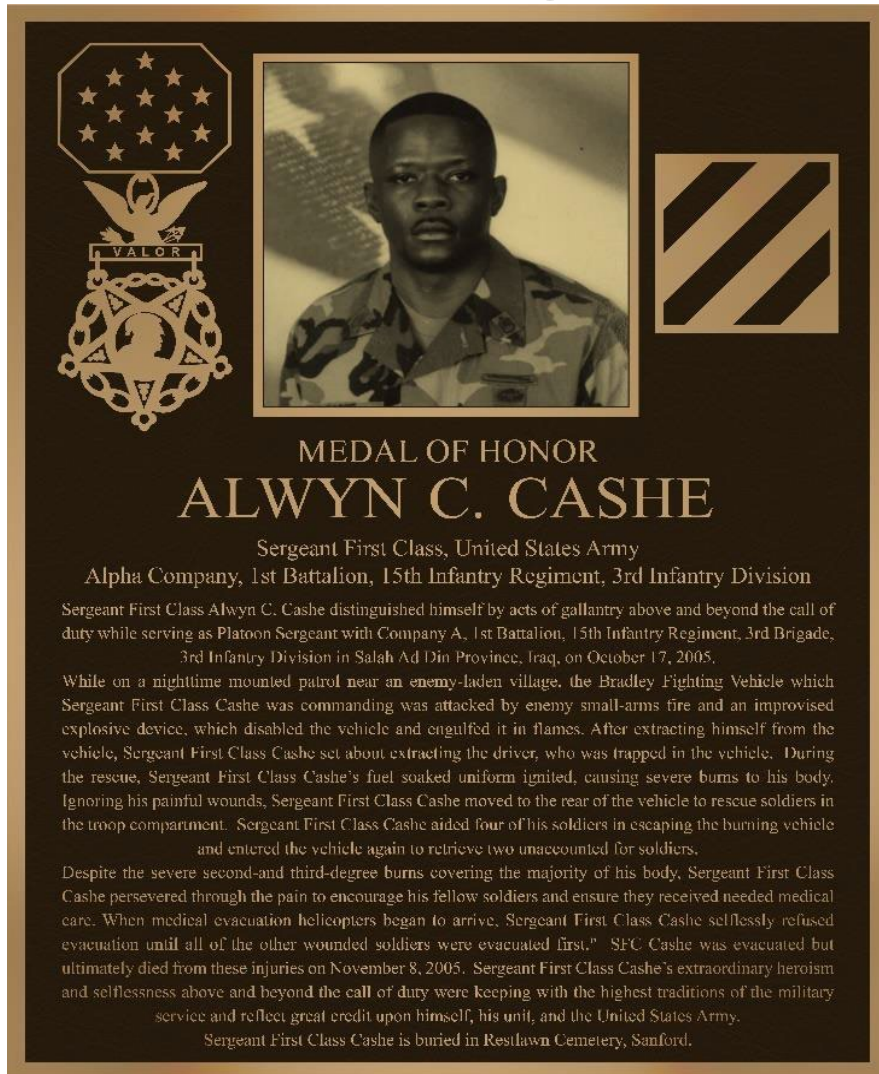 VALOR
MEDAL OF HONOR
ALWYN C. CASHE
Sergeant First Class, United States Army
Alpha Company, 1st Battalion, 15th Infantry Regiment, 3rd Infantry Division
Sergeant First Class Alwyn C. Cashe distinguished himself by acts of gallantry above and beyond the call of
duty while serving as Platoon Sergeant with Company A, 1st Battalion, 15th Infantry Regiment, 3rd Brigade,
3rd Infantry Division in Salah Ad Din Province, Iraq, on October 17, 2005.
While on a nighttime mounted patrol near an enemy-laden village, the Bradley Fighting Vehicle which
Sergeant First Class Cashe was commanding was attacked by enemy small-arms fire and an improvised
explosive device, which disabled the vehicle and engulfed it in flames. After extracting himself from the
vehicle, Sergeant First Class Cashe set about extracting the driver, who was trapped in the vehicle. During
the rescue, Sergeant First Class Cashe's fuel soaked uniform ignited, causing severe burns to his body.
Ignoring his painful wounds, Sergeant First Class Cashe moved to the rear of the vehicle to rescue soldiers in
the troop compartment. Sergeant First Class Cashe aided four of his soldiers in escaping the burning vehicle
and entered the vehicle again to retrieve two unaccounted for soldiers.
Despite the severe second-and third-degree burns covering the majority of his body, Sergeant First Class
Cashe persevered through the pain to encourage his fellow soldiers and ensure they received needed medical
care. When medical evacuation helicopters began to arrive, Sergeant First Class Cashe selflessly refused
evacuation until all of the other wounded soldiers were evacuated first." SFC Cashe was evacuated but
ultimately died from these injuries on November 8, 2005. Sergeant First Class Cashe's extraordinary heroism
and selflessness above and beyond the call of duty were keeping with the highest traditions of the military
service and reflect great credit upon himself, his unit, and the United States Army.
Sergeant First Class Cashe is buried in Restlawn Cemetery, Sanford.